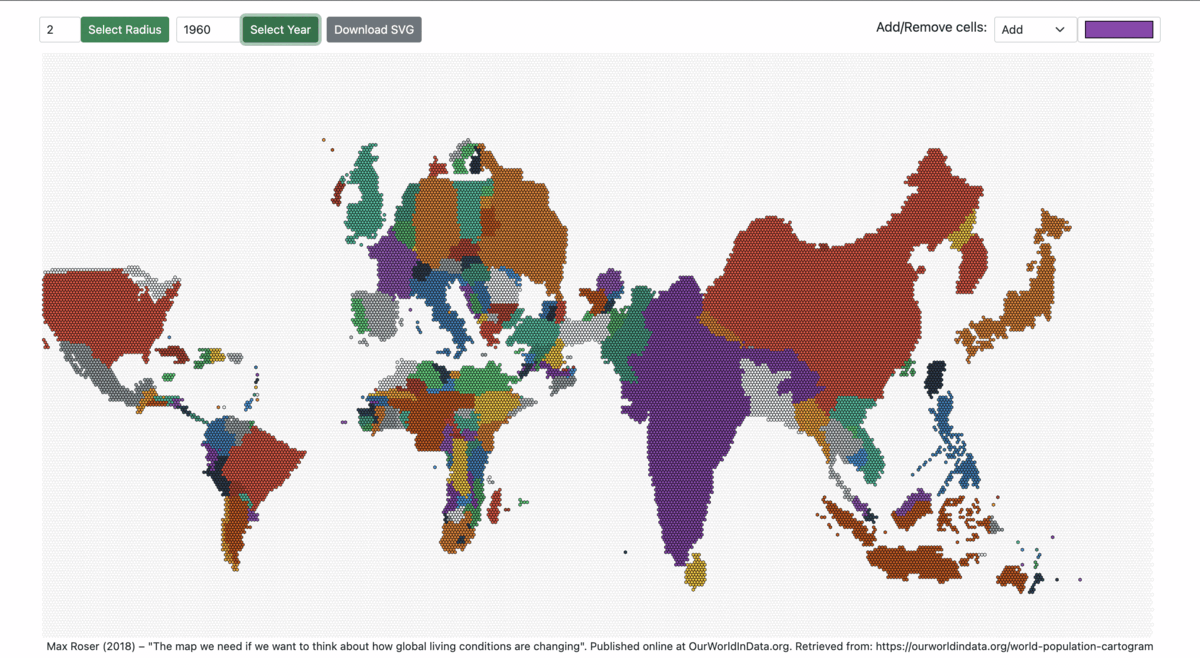 2 Select Radius 1960 Select Year Download SVG Add/Remove cells: Add
Max Roser (2018) – "The map we need if we want to think about how global living conditions are changing". Published online at OurWorldInData.org. Retrieved from: https://ourworldindata.org/world-population-cartogram